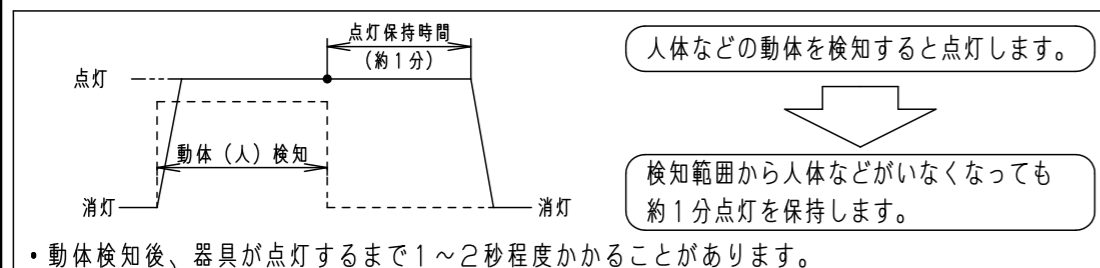 点灯保持時間
(約1分)
点灯
動体(人)検知
消灯
消灯
人体などの動体を検知すると点灯します。
検知範囲から人体などがいなくなっても
約1分点灯を保持します。
・動体検知後、器具が点灯するまで1～2秒程度かかることがあります。